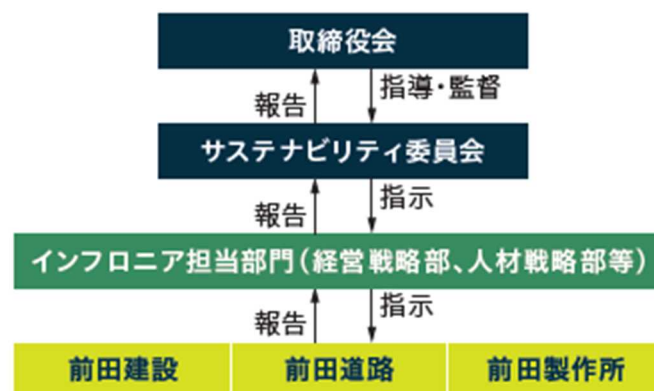 取締役会
報告 指導・監督
サステナビリティ委員会
報告 指示
インフロニア担当部門(経営戦略部、人材戦略部等)
報告 指示
前田建設 前田道路 前田製作所